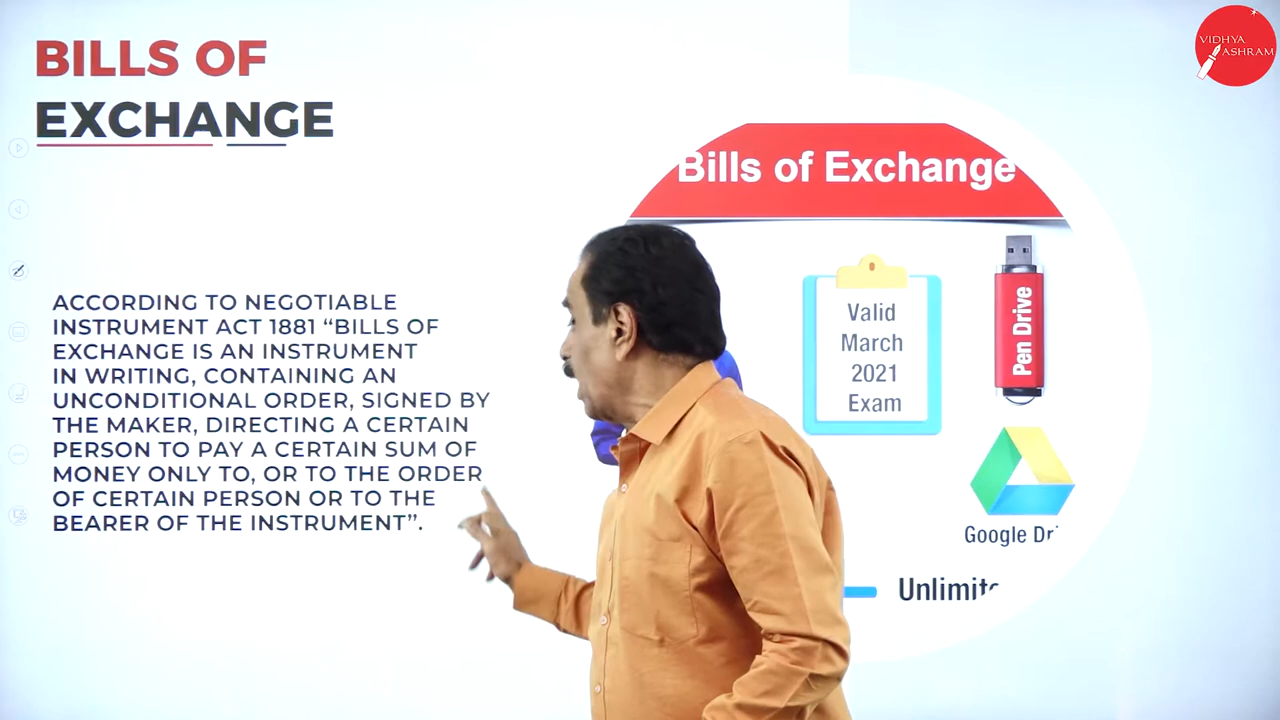 BILLS OF
EXCHANGE
ACCORDING TO NEGOTIABLE
INSTRUMENT ACT 1881 “BILLS OF
EXCHANGE IS AN INSTRUMENT
IN WRITING, CONTAINING AN
UNCONDITIONAL ORDER, SIGNED BY
THE MAKER, DIRECTING A CERTAIN
PERSON TO PAY A CERTAIN SUM OF
MONEY ONLY TO, OR TO THE ORDER
OF CERTAIN PERSON OR TO THE
BEARER OF THE INSTRUMENT”.
VIDHYA
ASHRAM
Bills of Exchange
Valid
March
2021
Exam
Pen Drive
Google